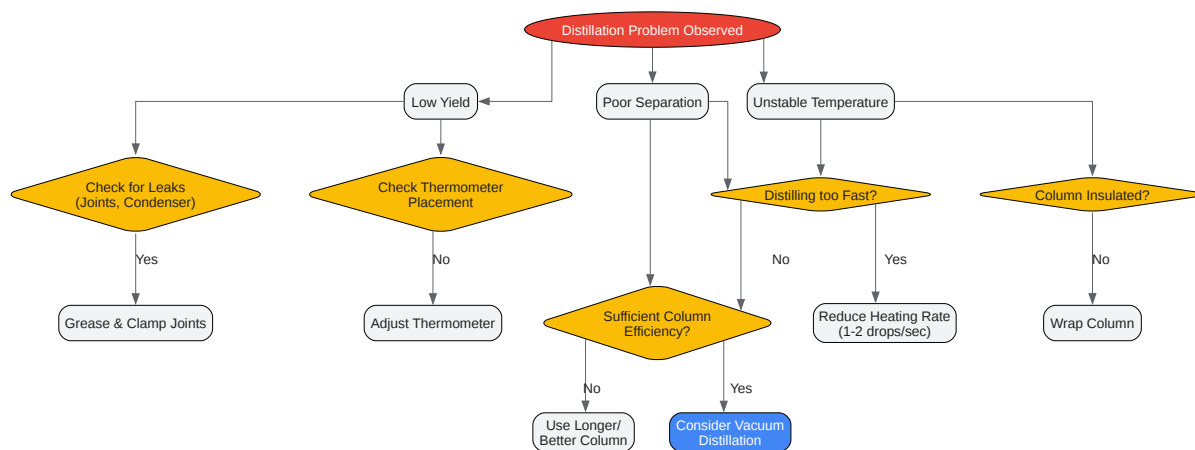 Distillation Problem Observed
Low Yield
Poor Separation
Unstable Temperature
Check for Leaks
(Joints, Condenser)
Check Thermometer
Placement
Distilling too Fast?
Column Insulated?
Yes
No
No
Yes
No
Grease & Clamp Joints
Adjust Thermometer
Sufficient Column
Efficiency?
Reduce Heating Rate
(1-2 drops/sec)
Wrap Column
No
Yes
Use Longer/
Better Column
Consider Vacuum
Distillation